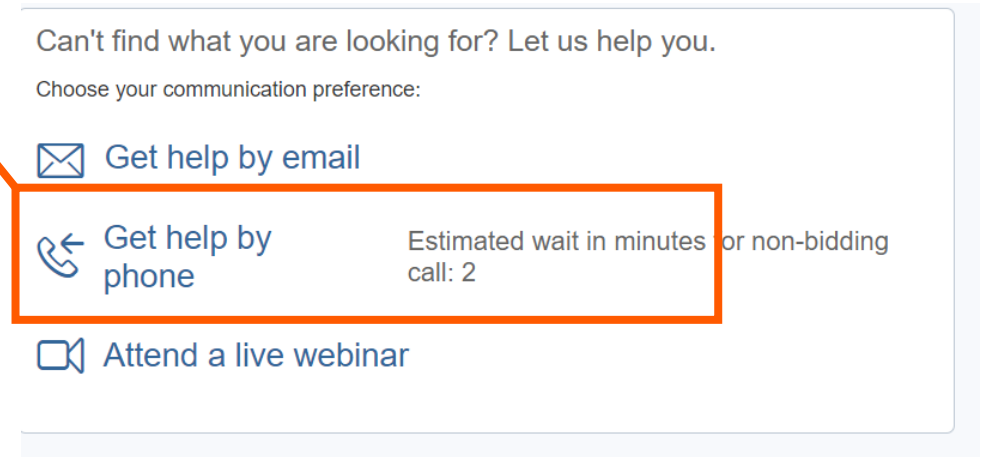 Can't find what you are looking for? Let us help you.
Choose your communication preference:
Get help by email
Get help by
phone
Estimated wait in minutes for non-bidding
call: 2
Attend a live webinar